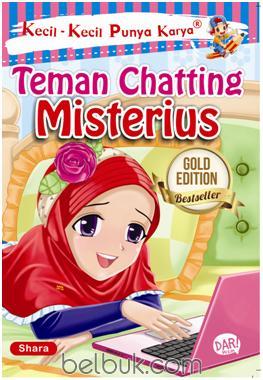 Kecil - Kecil Punya Karya®
Teman Chatting
Misterius
GOLD
EDITION
Bestseller
Shara
DAR!
belbuk.com